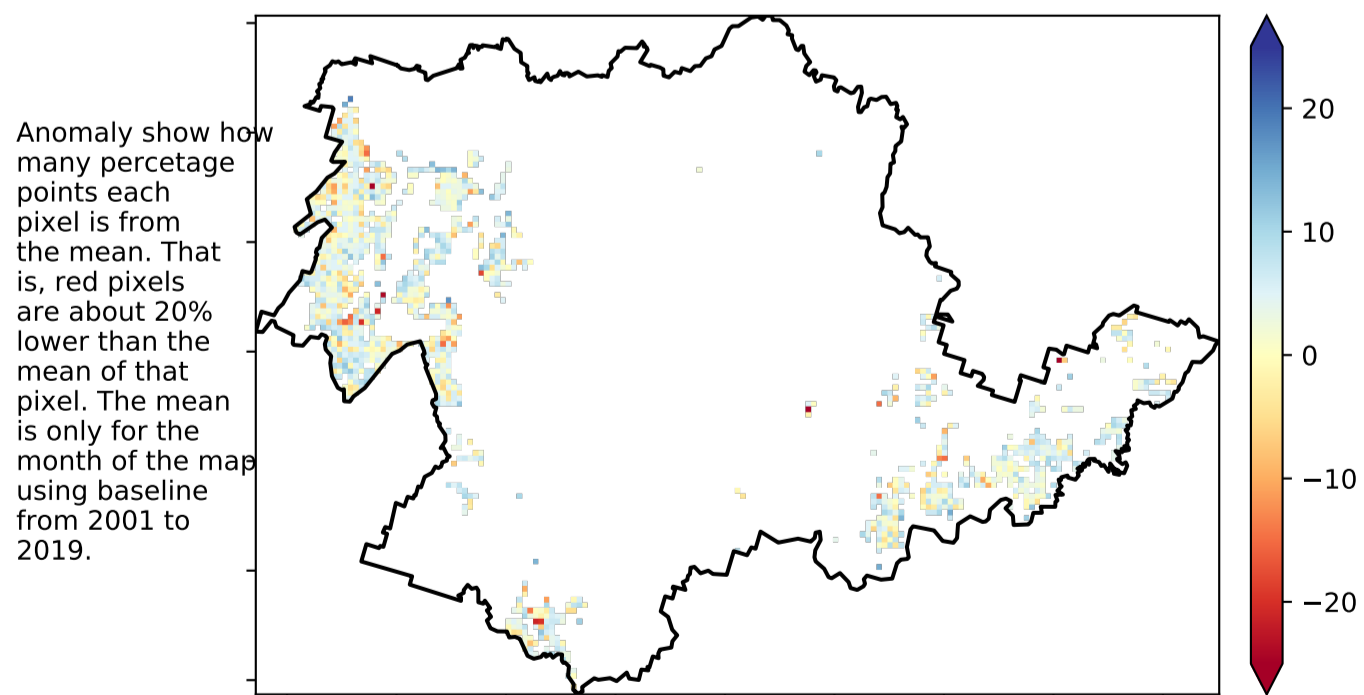 Anomaly show how
many percetage
points each
pixel is from
the mean. That
is, red pixels
are about 20%
lower than the
mean of that
pixel. The mean
is only for the
month of the map
using baseline
from 2001 to
2019.
20
10
0
−10
−20